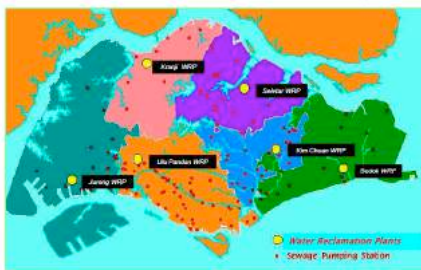 Kranji WRP
Seletar WRP
Kim Chuan WRP
Ulu Pandan WRP
Bedok WRP
Jurong WRP
Water Reclamation Plants
Sewage Pumping Station